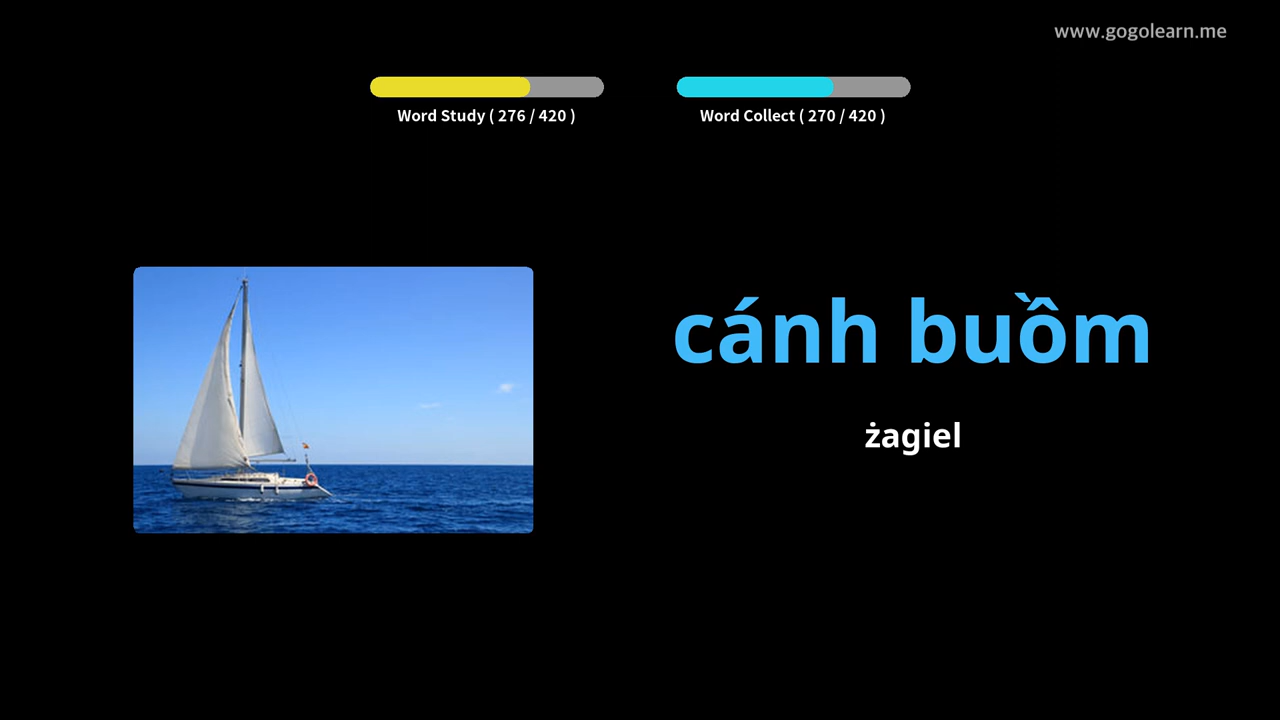 www.gogolearn.me
Word Study ( 276 / 420 )
Word Collect ( 270 / 420 )
cánh buồm
żagiel